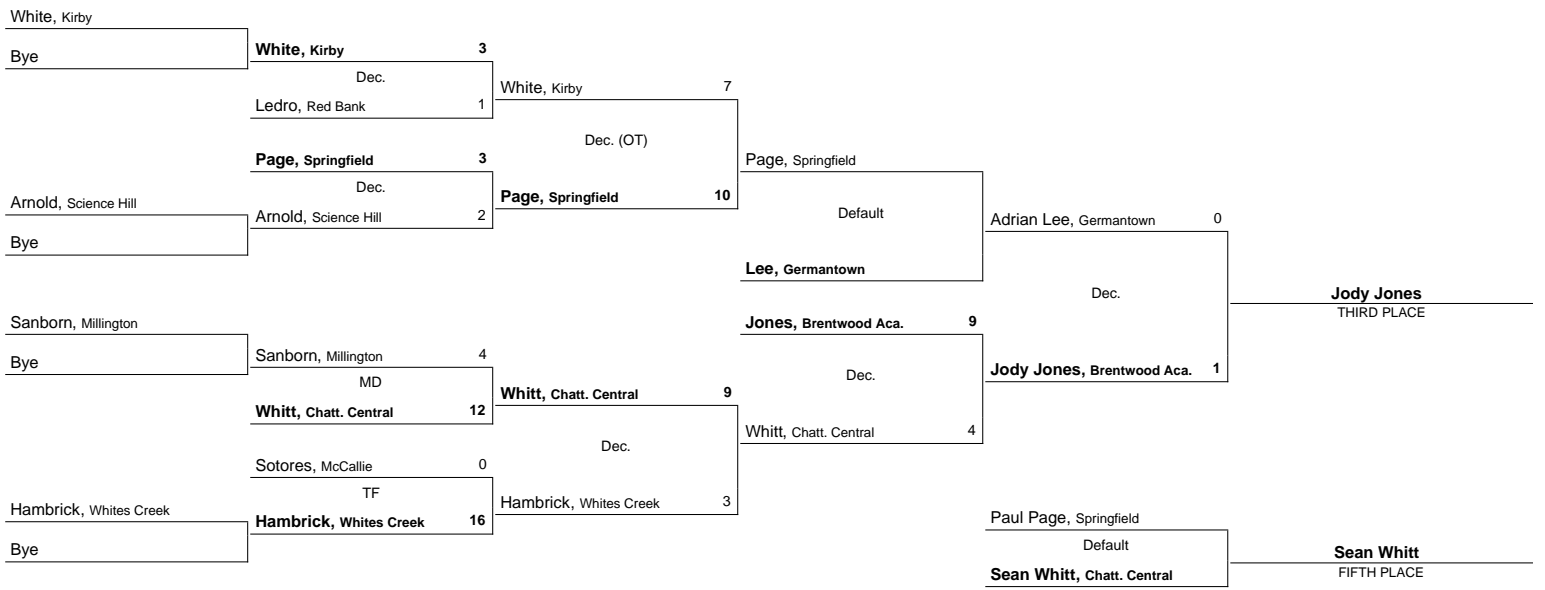 White, Kirby
Bye
White, Kirby 3
Dec.
Ledro, Red Bank 1
White, Kirby 7
Dec. (OT)
Page, Springfield 3
Dec.
Page, Springfield 10
Arnold, Science Hill
Arnold, Science Hill 2
Bye
Page, Springfield
Default
Lee, Germantown
Adrian Lee, Germantown 0
Dec.
Jody Jones
THIRD PLACE
Sanborn, Millington
Bye
Sanborn, Millington 4
MD
Whitt, Chatt. Central 12
Whitt, Chatt. Central 9
Dec.
Jones, Brentwood Aca. 9
Dec.
Jody Jones, Brentwood Aca. 1
Whitt, Chatt. Central 4
Sotores, McCallie 0
TF
Hambrick, Whites Creek
Hambrick, Whites Creek 16
Bye
Hambrick, Whites Creek 3
Paul Page, Springfield
Default
Sean Whitt, Chatt. Central
Sean Whitt
FIFTH PLACE